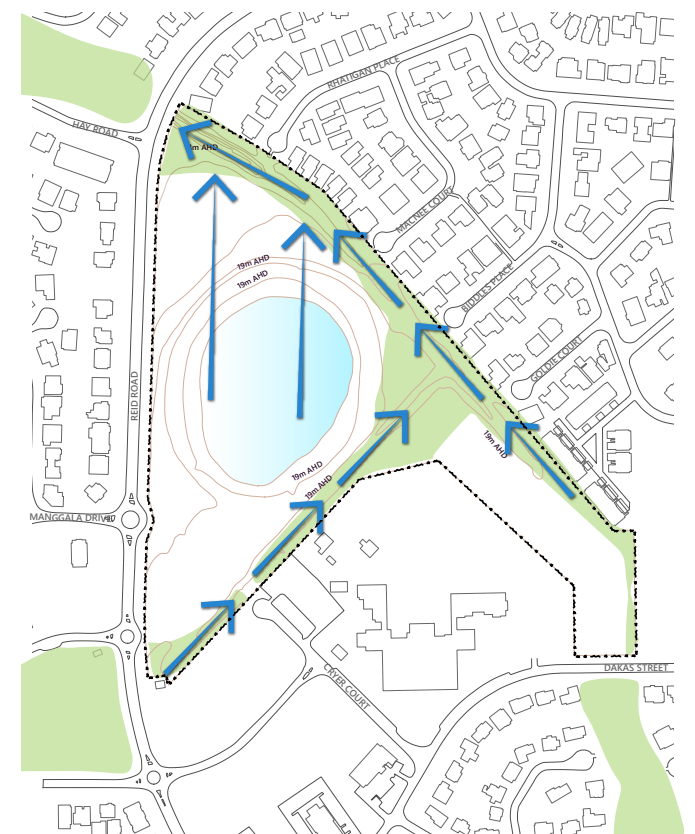 RHATIGAN PLACE
HAY ROAD
m AHD
MACNEE COURT
19m AHD
19m AHD
BIDDLES PLACE
GOLDIE COURT
REID ROAD
19m AHD
19m AHD
19m AHD
MANGGALA DRIVE
DAKAS STREET
CRYER COURT